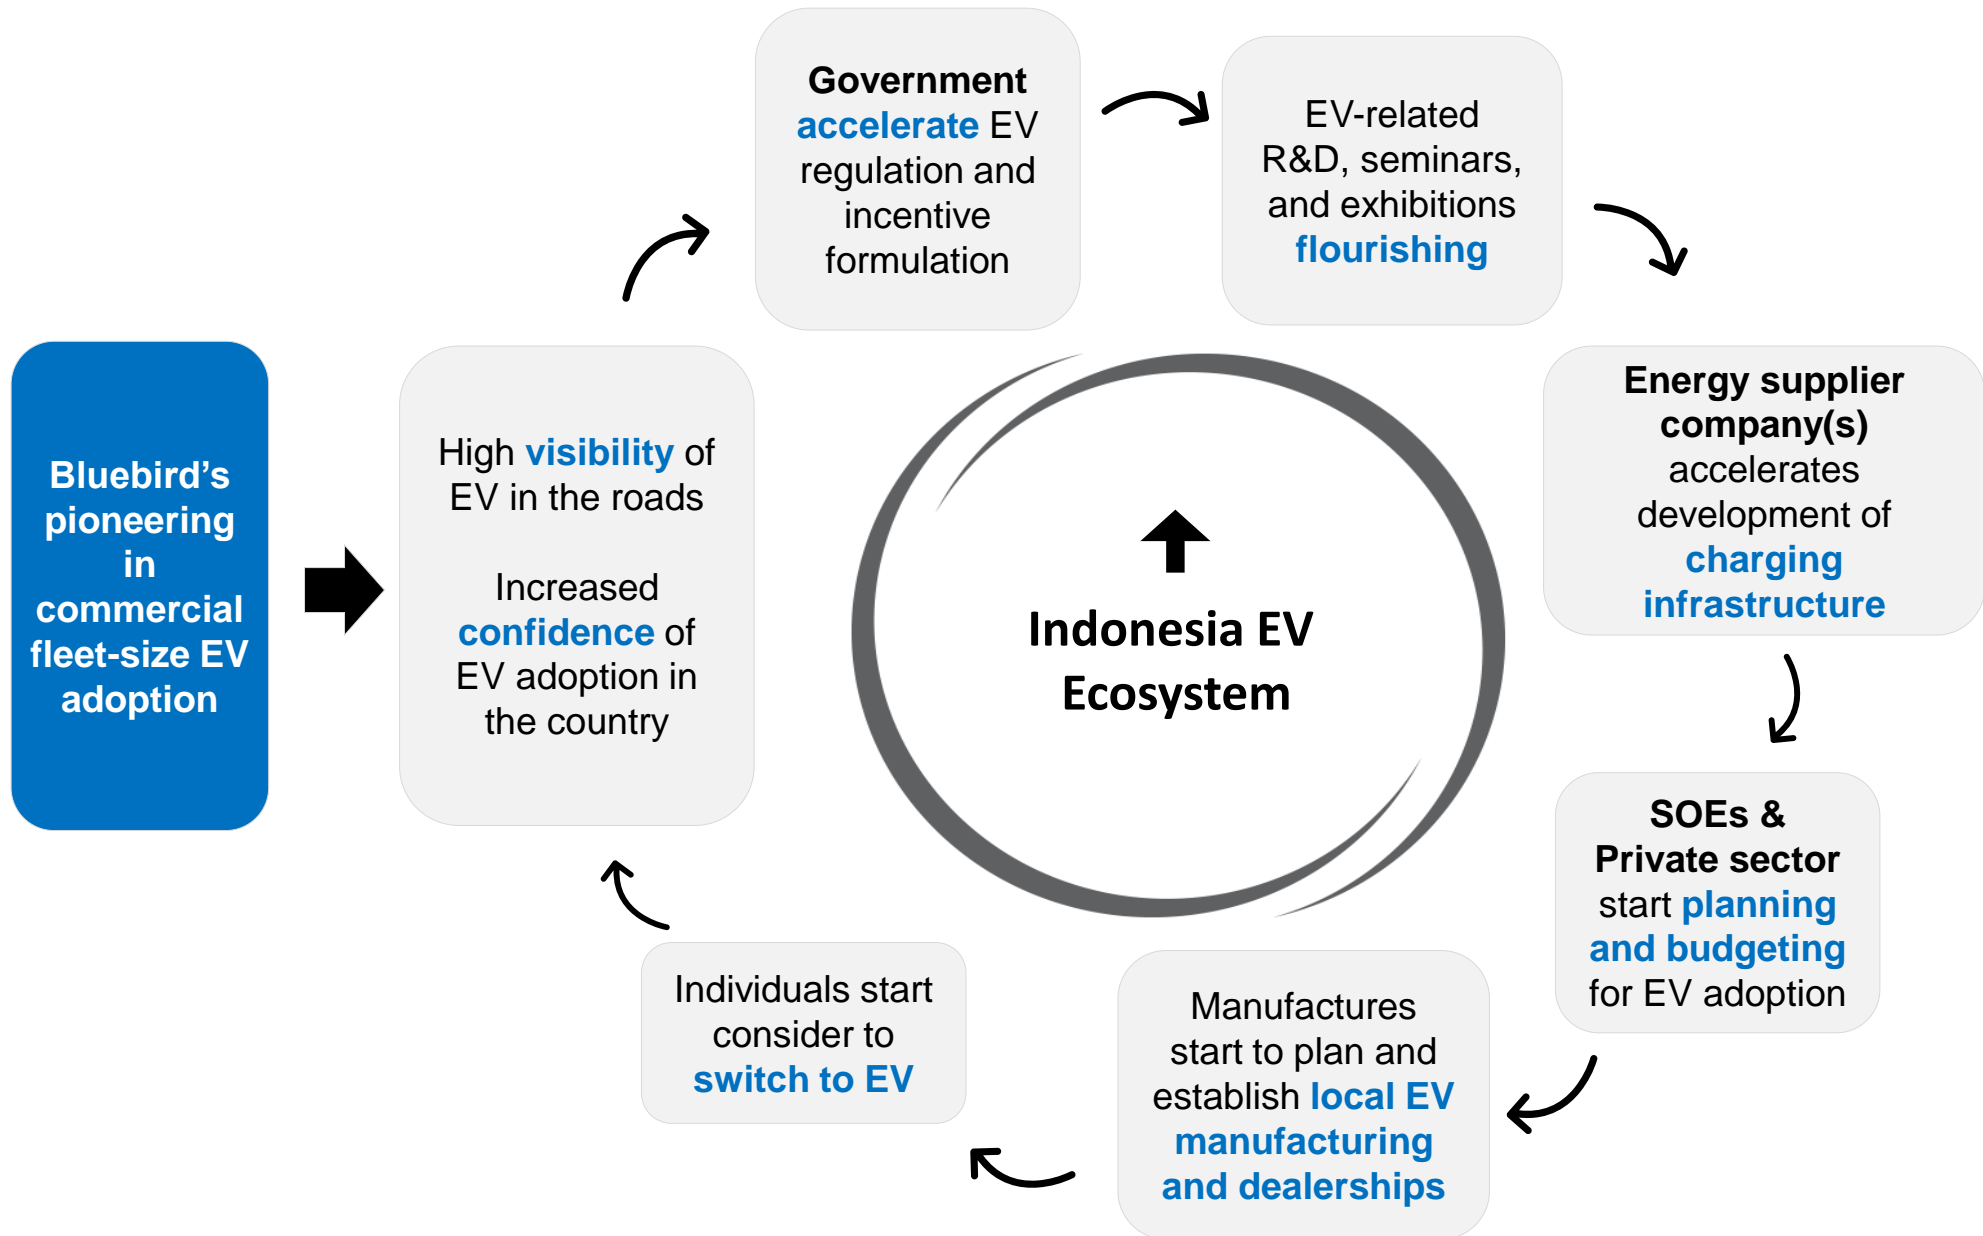 Bluebird’s
pioneering
in
commercial
fleet-size EV
adoption
High visibility of
EV in the roads
Increased
confidence of
EV adoption in
the country
Government
accelerate EV
regulation and
incentive
formulation
EV-related
R&D, seminars,
and exhibitions
flourishing
Energy supplier
company(s)
accelerates
development of
charging
infrastructure
SOEs &
Private sector
start planning
and budgeting
for EV adoption
Manufactures
start to plan and
establish local EV
manufacturing
and dealerships
Individuals start
consider to
switch to EV
Indonesia EV
Ecosystem